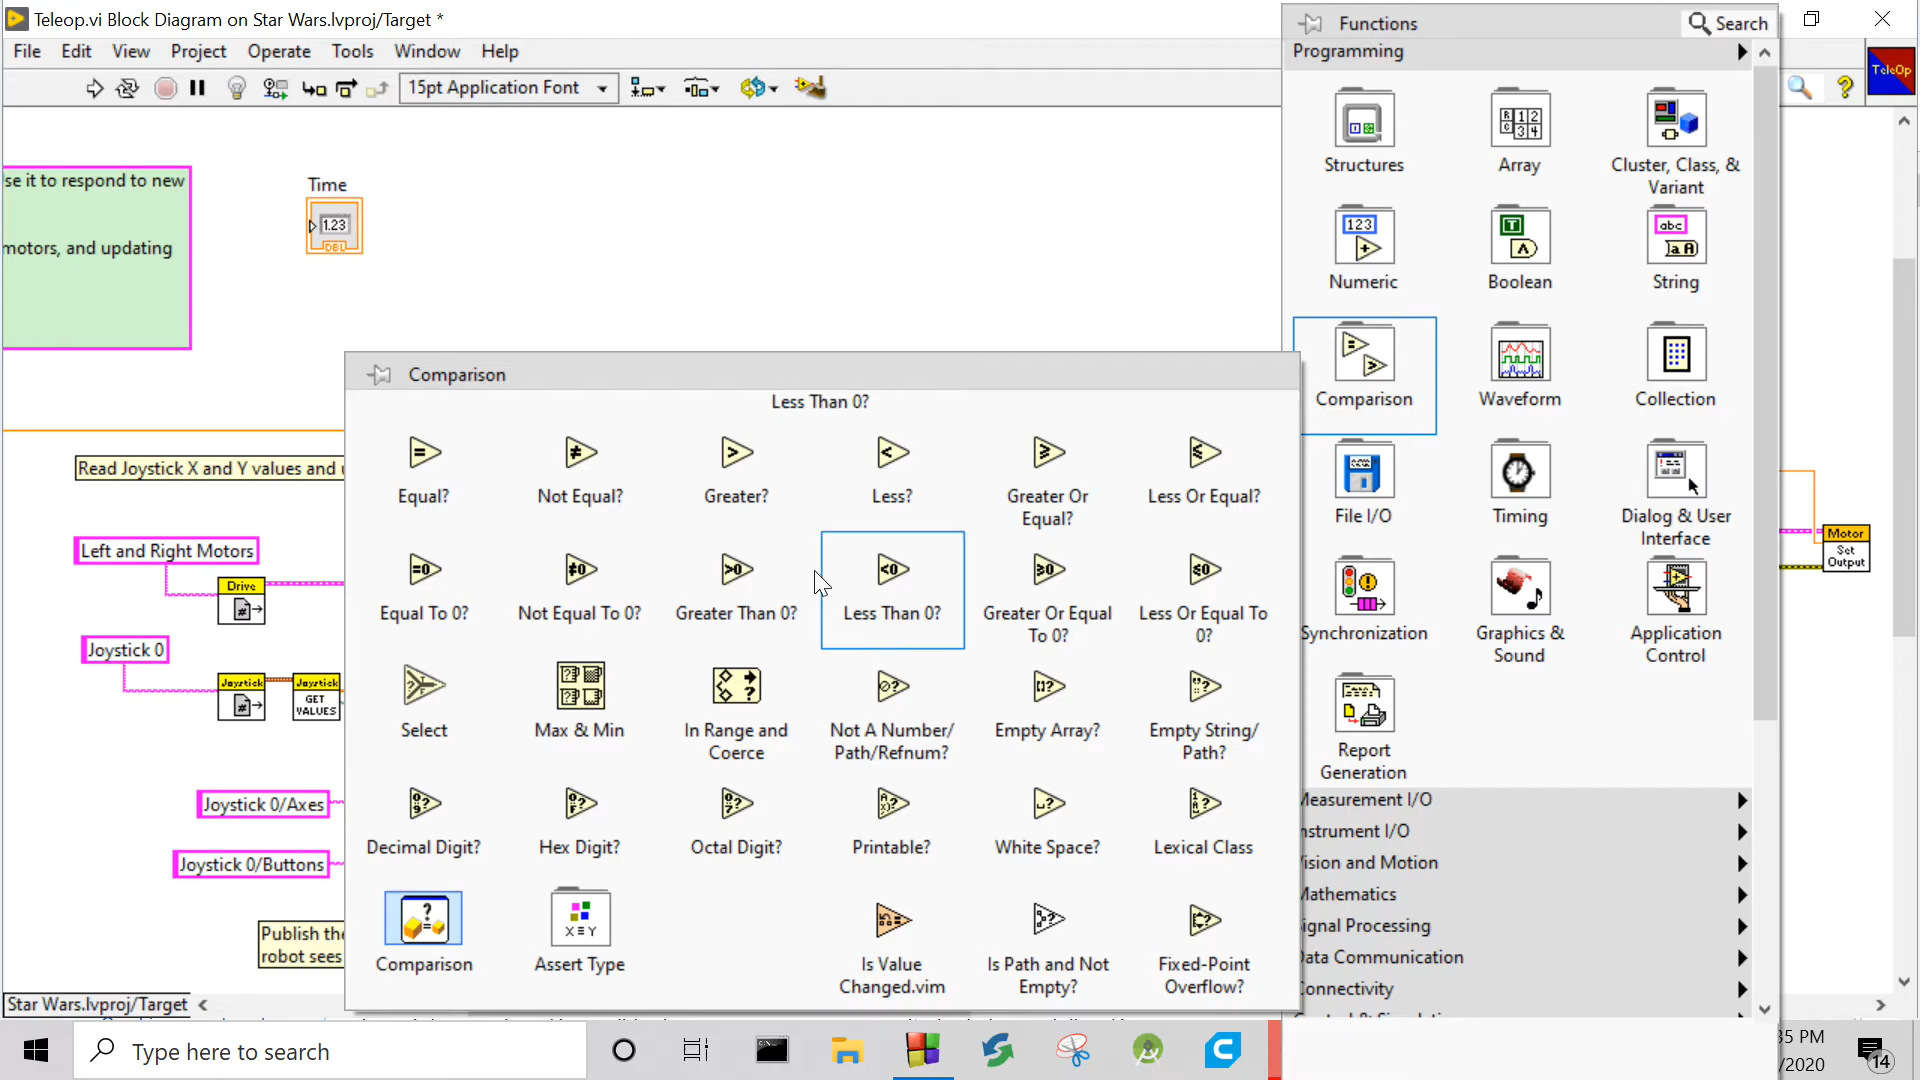 Teleop.vi Block Diagram on Star Wars.lvproj/Target *
File Edit View Project Operate Tools Window Help
15pt Application Font
TeleOp
Functions
Search
Programming
Structures
Array
Cluster, Class, &
Variant
Numeric
Boolean
String
Comparison
Waveform
Collection
File I/O
Timing
Dialog & User
Interface
Synchronization
Graphics &
Sound
Application
Control
Report
Generation
Measurement I/O
Instrument I/O
Vision and Motion
Mathematics
Signal Processing
Data Communication
Connectivity
se it to respond to new
motors, and updating
Time
1.23
DBL
Read Joystick X and Y values and
Left and Right Motors
Drive
Joystick 0
Joystick
Joystick
GET
VALUES
Joystick 0/Axes
Joystick 0/Buttons
Publish the
robot sees
Motor
Set
Output
Comparison
Less Than 0?
Equal?
Not Equal?
Greater?
Less?
Greater Or
Equal?
Less Or Equal?
Equal To 0?
Not Equal To 0?
Greater Than 0?
Less Than 0?
Greater Or Equal
To 0?
Less Or Equal To
0?
Select
Max & Min
In Range and
Coerce
Not A Number/
Path/Refnum?
Empty Array?
Empty String/
Path?
Decimal Digit?
Hex Digit?
Octal Digit?
Printable?
White Space?
Lexical Class
Comparison
Assert Type
Is Value
Changed.vim
Is Path and Not
Empty?
Fixed-Point
Overflow?
Star Wars.lvproj/Target
Type here to search
35 PM
/2020
14